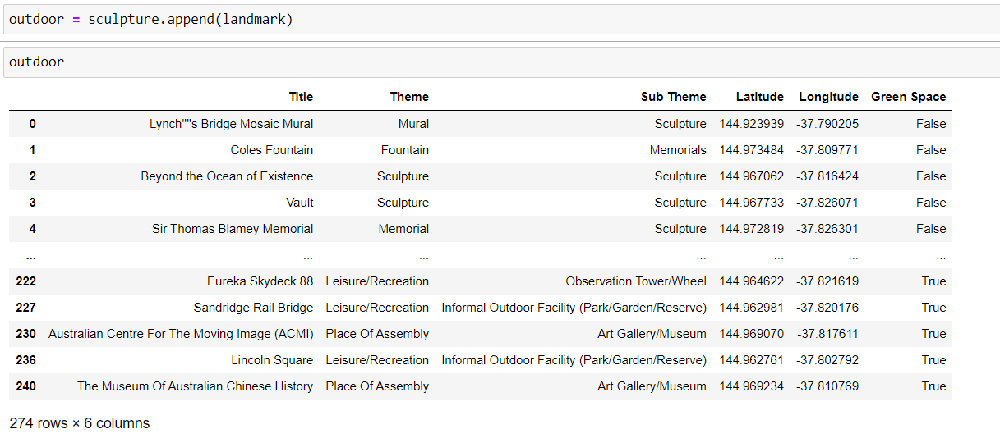 outdoor = sculpture.append(landmark)
outdoor
Title Theme Sub Theme Latitude Longitude Green Space
0 Lynch""s Bridge Mosaic Mural Mural Sculpture 144.923939 -37.790205 False
1 Coles Fountain Fountain Memorials 144.973484 -37.809771 False
2 Beyond the Ocean of Existence Sculpture Sculpture 144.967062 -37.816424 False
3 Vault Sculpture Sculpture 144.967733 -37.826071 False
4 Sir Thomas Blamey Memorial Memorial Sculpture 144.972819 -37.826301 False
... ... ... ... ... ... ...
222 Eureka Skydeck 88 Leisure/Recreation Observation Tower/Wheel 144.964622 -37.821619 True
227 Sandridge Rail Bridge Leisure/Recreation Informal Outdoor Facility (Park/Garden/Reserve) 144.962981 -37.820176 True
230 Australian Centre For The Moving Image (ACMI) Place Of Assembly Art Gallery/Museum 144.969070 -37.817611 True
236 Lincoln Square Leisure/Recreation Informal Outdoor Facility (Park/Garden/Reserve) 144.962761 -37.802792 True
240 The Museum Of Australian Chinese History Place Of Assembly Art Gallery/Museum 144.969234 -37.810769 True
274 rows × 6 columns